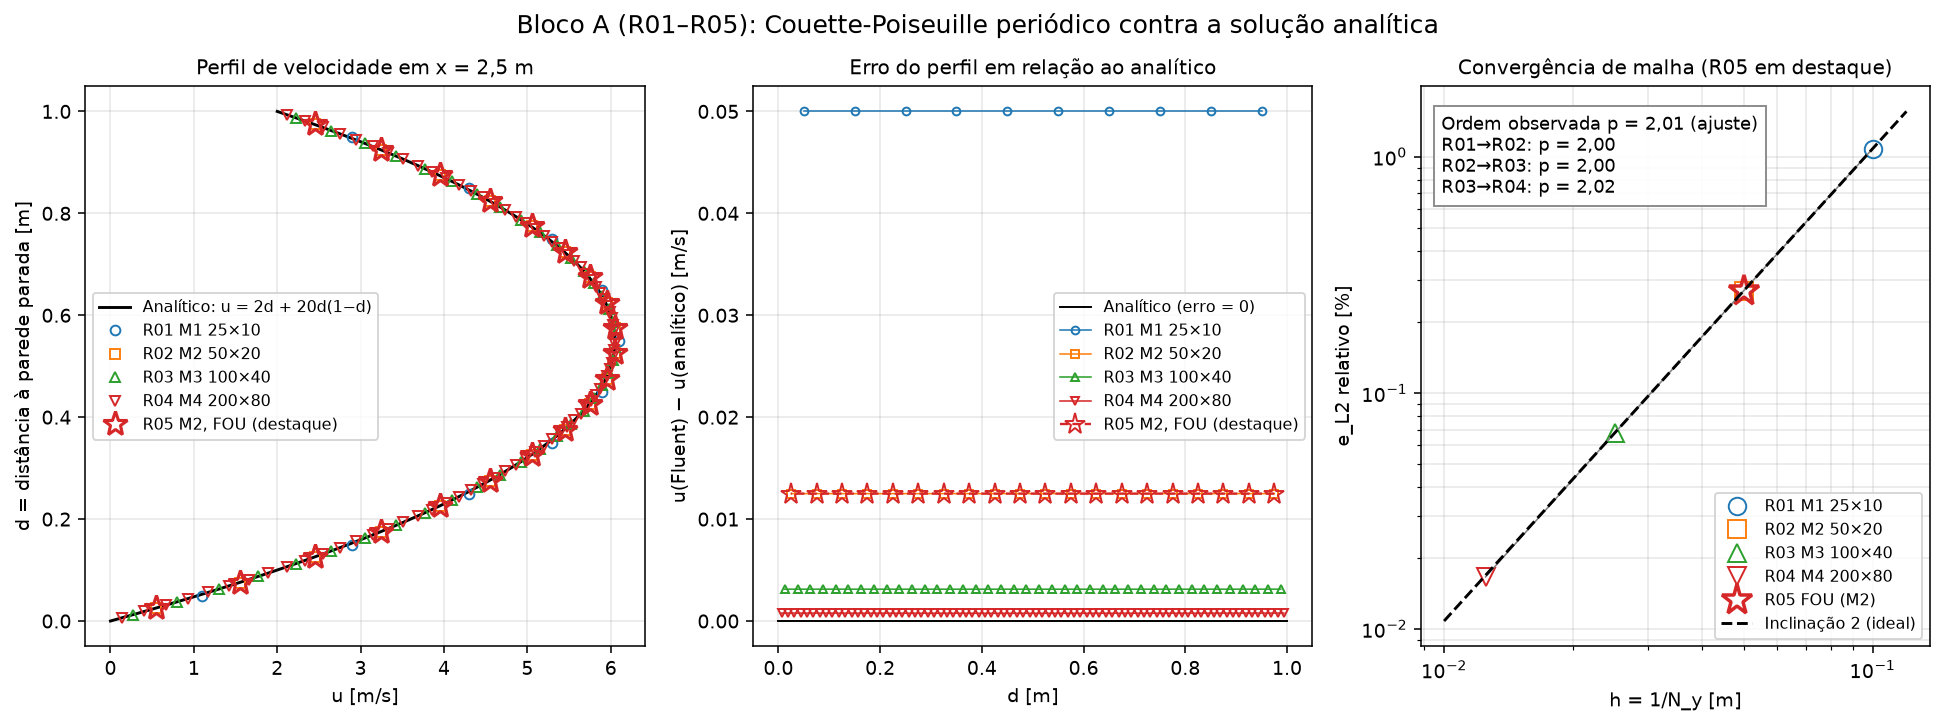 Bloco A (R01–R05): Couette-Poiseuille periódico contra a solução analítica
Perfil de velocidade em x = 2,5 m
d = distância à parede parada [m]
1.0
0.8
0.6
0.4
0.2
0.0
Analítico: u = 2d + 20d(1−d)
R01 M1 25×10
R02 M2 50×20
R03 M3 100×40
R04 M4 200×80
R05 M2, FOU (destaque)
0
1
2
3
4
5
6
u [m/s]
Erro do perfil em relação ao analítico
u(Fluent) − u(analítico) [m/s]
0.05
0.04
0.03
0.02
0.01
0.00
Analítico (erro = 0)
R01 M1 25×10
R02 M2 50×20
R03 M3 100×40
R04 M4 200×80
R05 M2, FOU (destaque)
0.0
0.2
0.4
0.6
0.8
1.0
d [m]
Convergência de malha (R05 em destaque)
e_L2 relativo [%]
10⁰
10⁻¹
10⁻²
Ordem observada p = 2,01 (ajuste)
R01→R02: p = 2,00
R02→R03: p = 2,00
R03→R04: p = 2,02
R01 M1 25×10
R02 M2 50×20
R03 M3 100×40
R04 M4 200×80
R05 FOU (M2)
Inclinação 2 (ideal)
10⁻²
10⁻¹
h = 1/N_y [m]